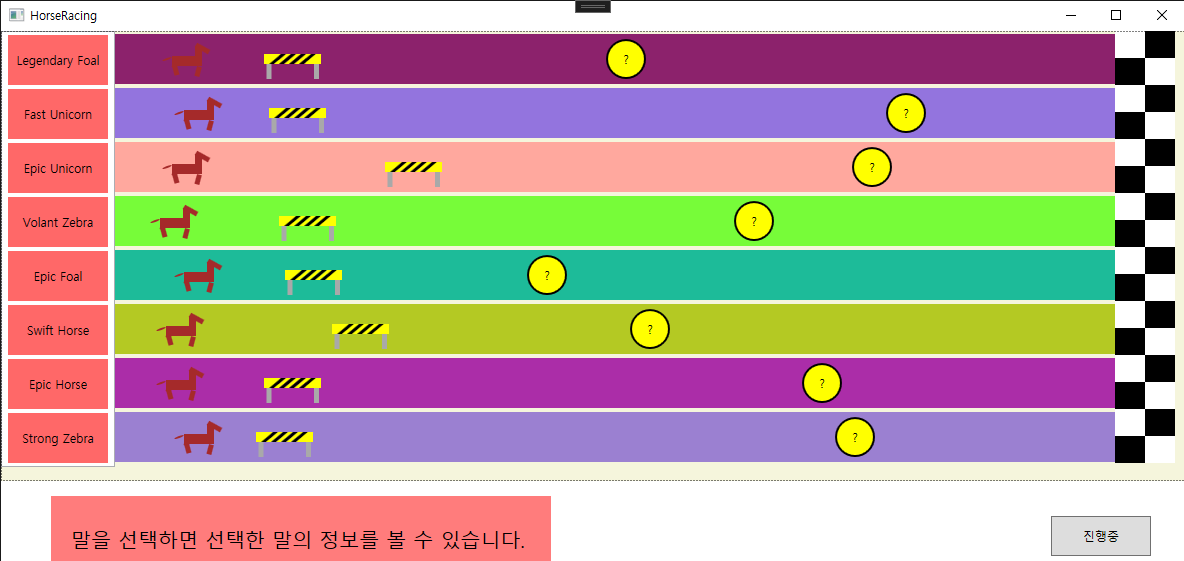 HorseRacing
Legendary Foal
?
Fast Unicorn
?
Epic Unicorn
?
Volant Zebra
?
Epic Foal
?
Swift Horse
?
Epic Horse
?
Strong Zebra
?
말을 선택하면 선택한 말의 정보를 볼 수 있습니다.
진행중